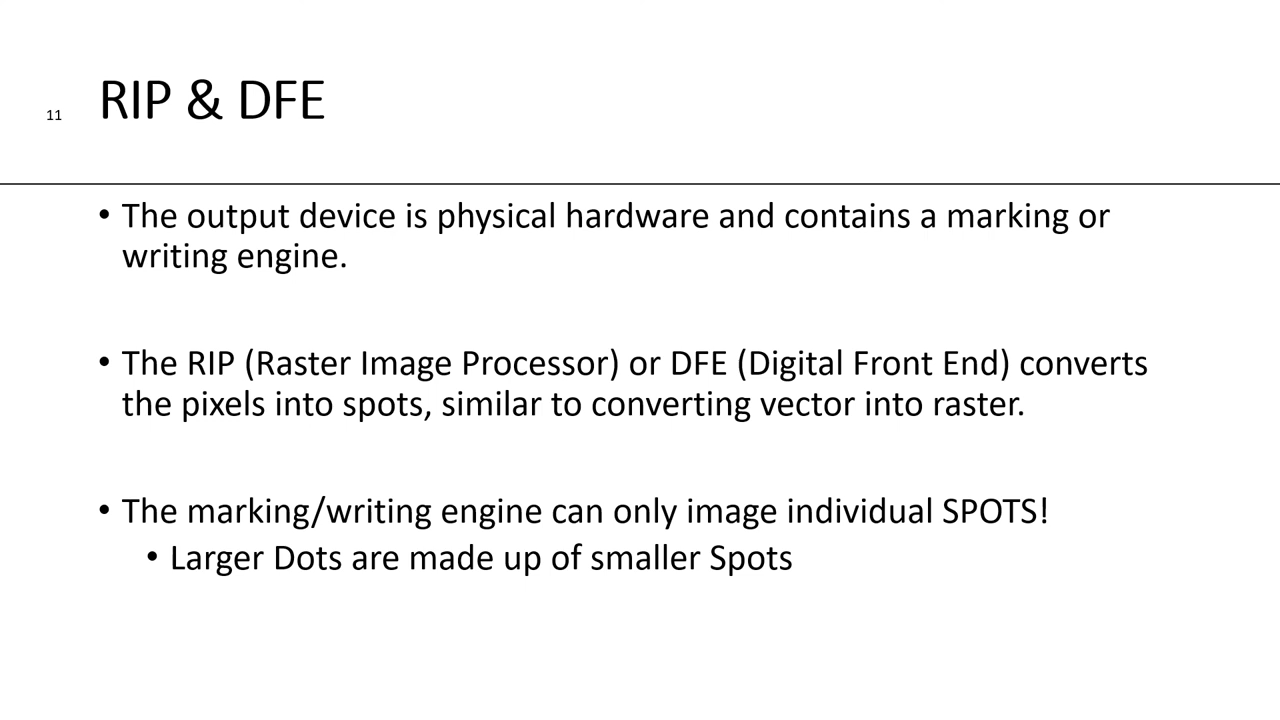 11
RIP & DFE
• The output device is physical hardware and contains a marking or
writing engine.
• The RIP (Raster Image Processor) or DFE (Digital Front End) converts
the pixels into spots, similar to converting vector into raster.
• The marking/writing engine can only image individual SPOTS!
• Larger Dots are made up of smaller Spots